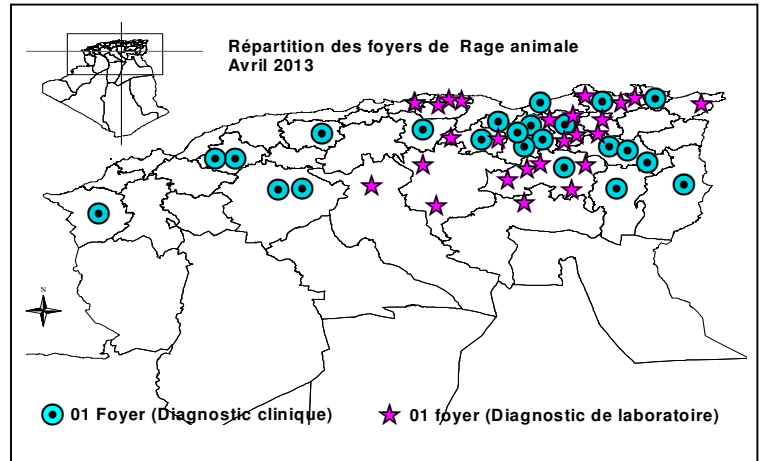 Répartition des foyers de Rage animale
Avril 2013
N
01 Foyer (Diagnostic clinique)
01 foyer (Diagnostic de laboratoire)